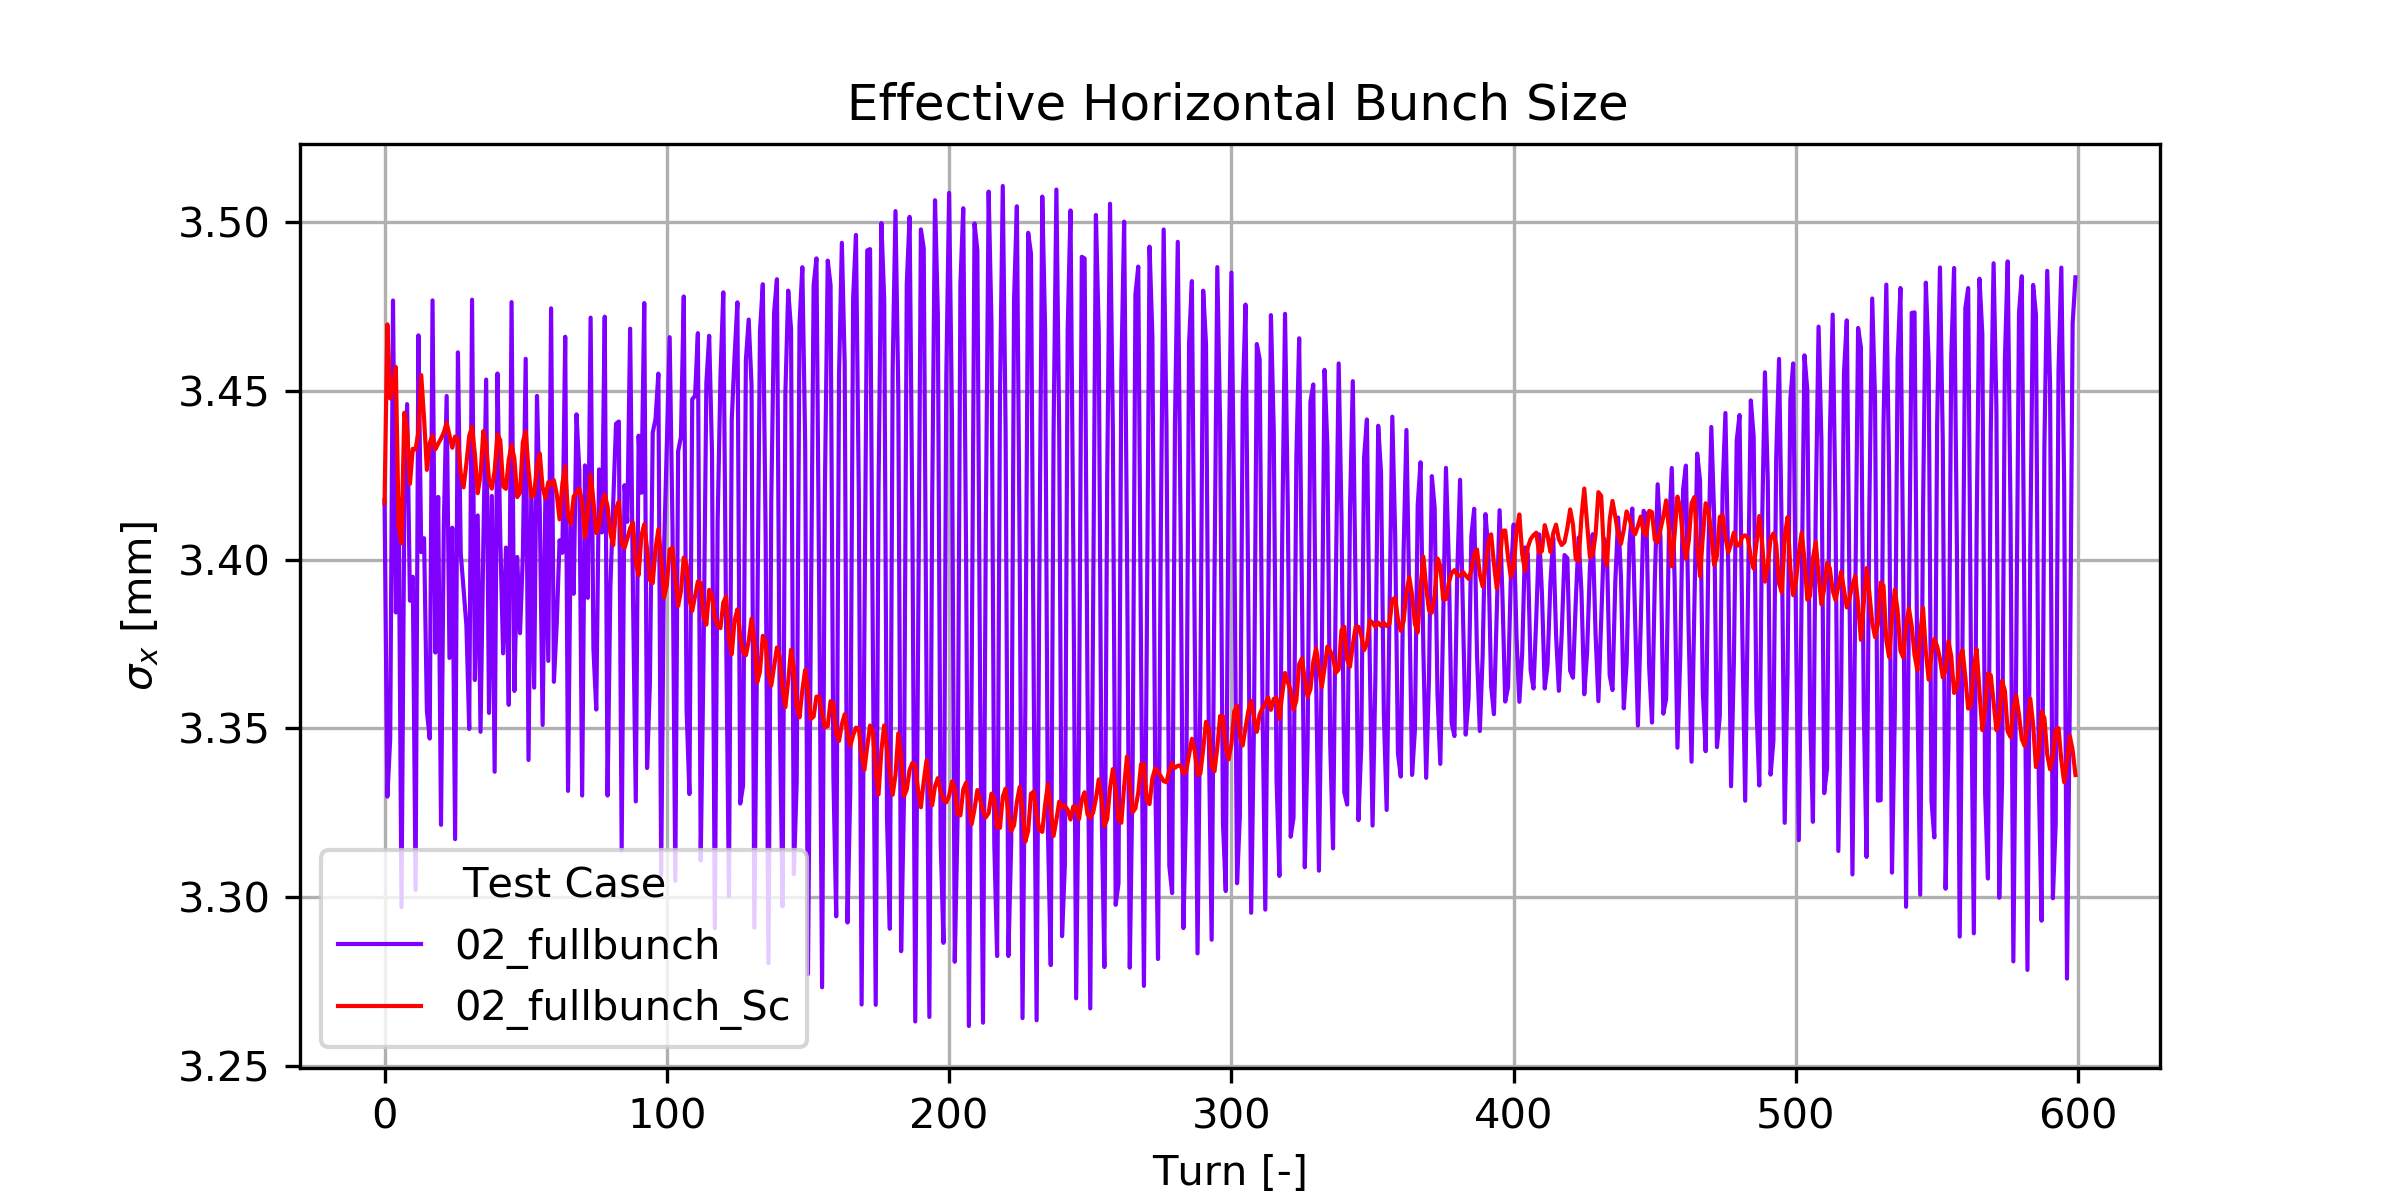 Effective Horizontal Bunch Size
σx [mm]
3.50
3.45
3.40
3.35
3.30
3.25
Test Case
02_fullbunch
02_fullbunch_Sc
0 100 200 300 400 500 600
Turn [-]